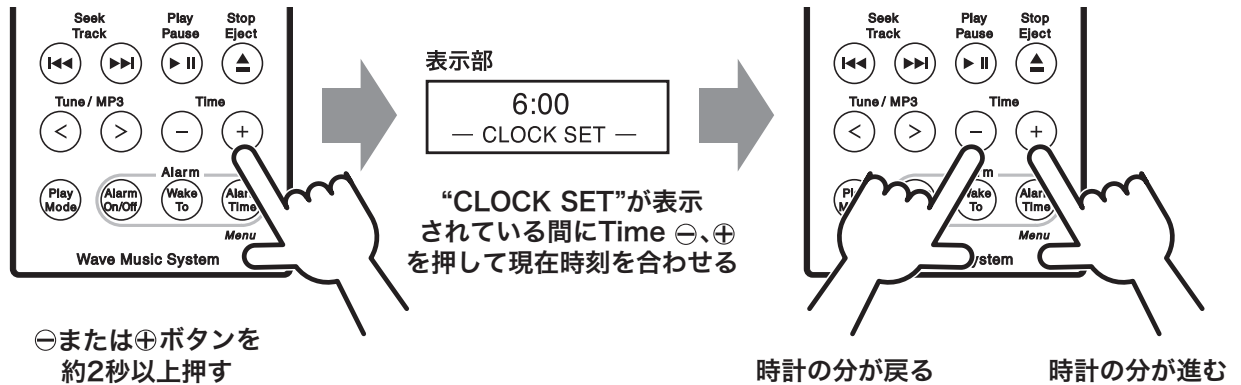 Seek
Track
Play
Pause
Stop
Eject
Tune / MP3
Time
< > − +
Alarm
Play
Mode
Alarm
On/Off
Wake
To
Alarm
Time
Menu
Wave Music System
⊖または⊕ボタンを
約2秒以上押す
表示部
6:00
— CLOCK SET —
“CLOCK SET”が表示
されている間にTime ⊖、⊕
を押して現在時刻を合わせる
Seek
Track
Play
Pause
Stop
Eject
Tune / MP3
Time
< > − +
Time
Menu
時計の分が戻る
時計の分が進む